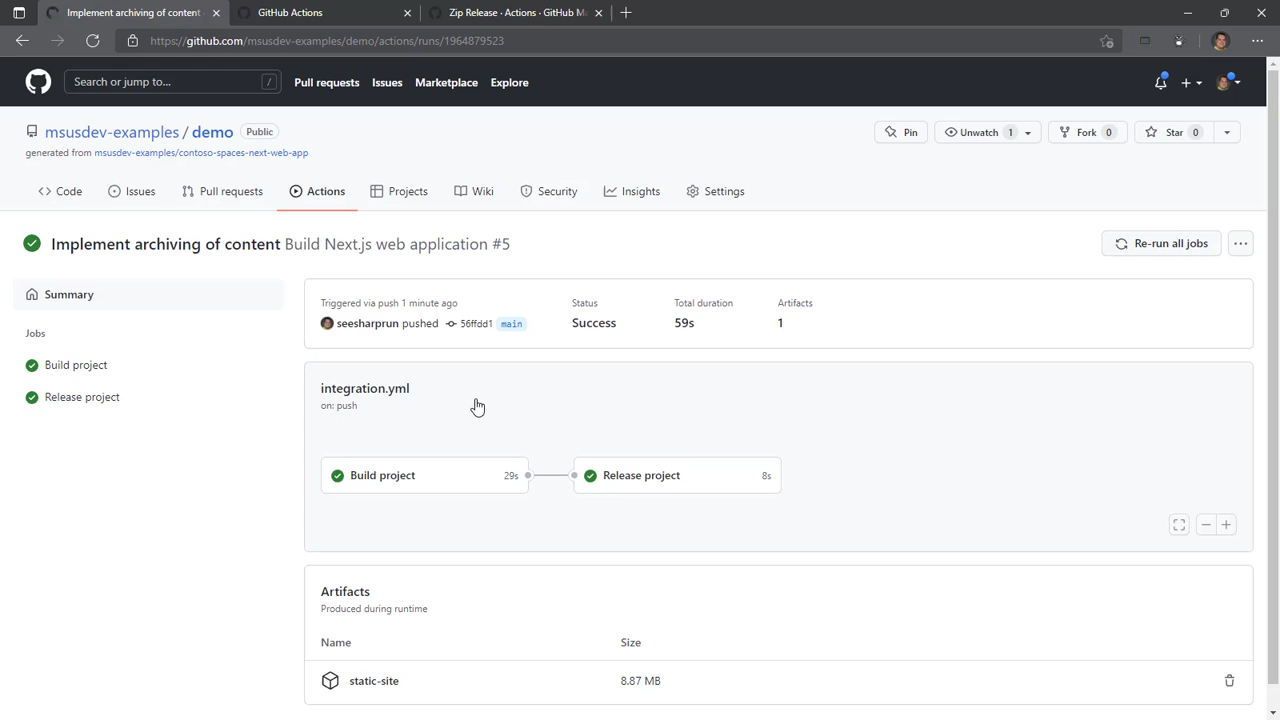 Implement archiving of content
GitHub Actions
Zip Release · Actions · GitHub M
https://github.com/msusdev-examples/demo/actions/runs/1964879523
Search or jump to...
/
Pull requests
Issues
Marketplace
Explore
msusdev-examples / demo
Public
Pin
Unwatch 1
Fork 0
Star 0
generated from msusdev-examples/contoso-spaces-next-web-app
Code
Issues
Pull requests
Actions
Projects
Wiki
Security
Insights
Settings
Implement archiving of content Build Next.js web application #5
Re-run all jobs
Summary
Jobs
Build project
Release project
Triggered via push 1 minute ago
seesharprun pushed 56ffdd1 main
Status
Success
Total duration
59s
Artifacts
1
integration.yml
on: push
Build project 29s
Release project 8s
Artifacts
Produced during runtime
Name Size
static-site 8.87 MB